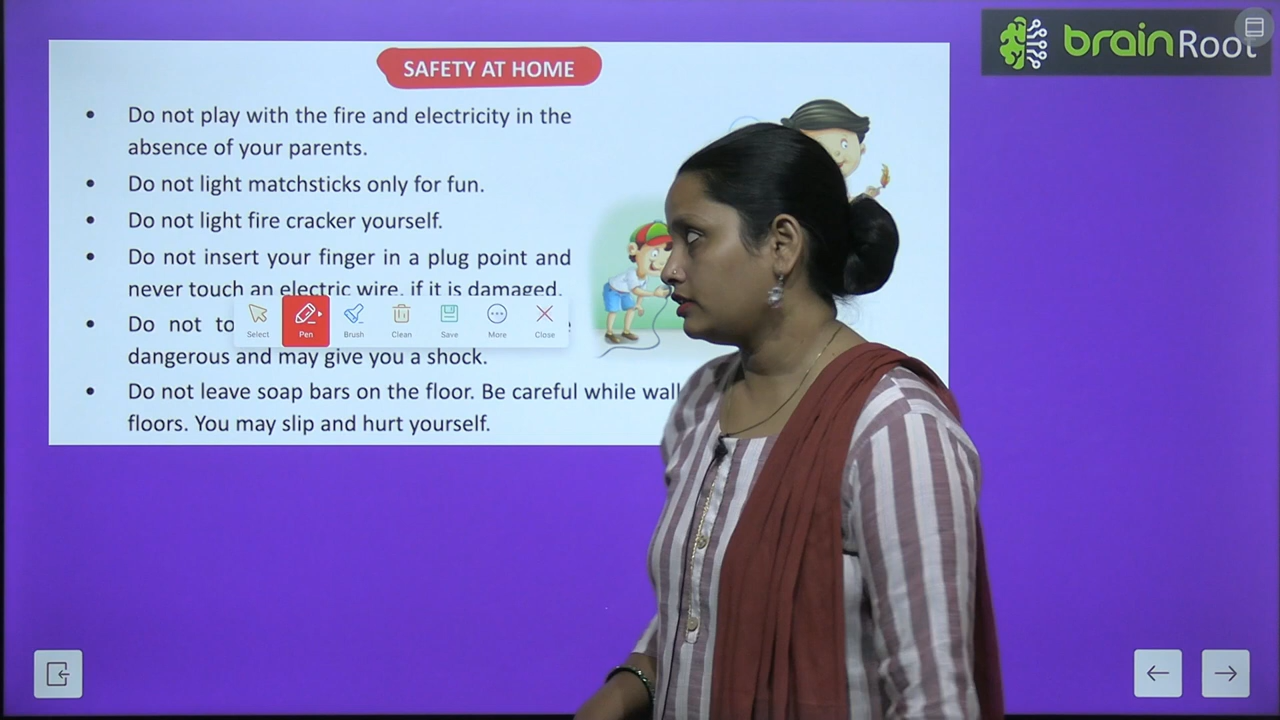 brainRoot
SAFETY AT HOME
• Do not play with the fire and electricity in the
absence of your parents.
• Do not light matchsticks only for fun.
• Do not light fire cracker yourself.
• Do not insert your finger in a plug point and
never touch an electric wire, if it is damaged.
Select Pen Brush Clean Save More Close
• Do not to
dangerous and may give you a shock.
• Do not leave soap bars on the floor. Be careful while
floors. You may slip and hurt yourself.